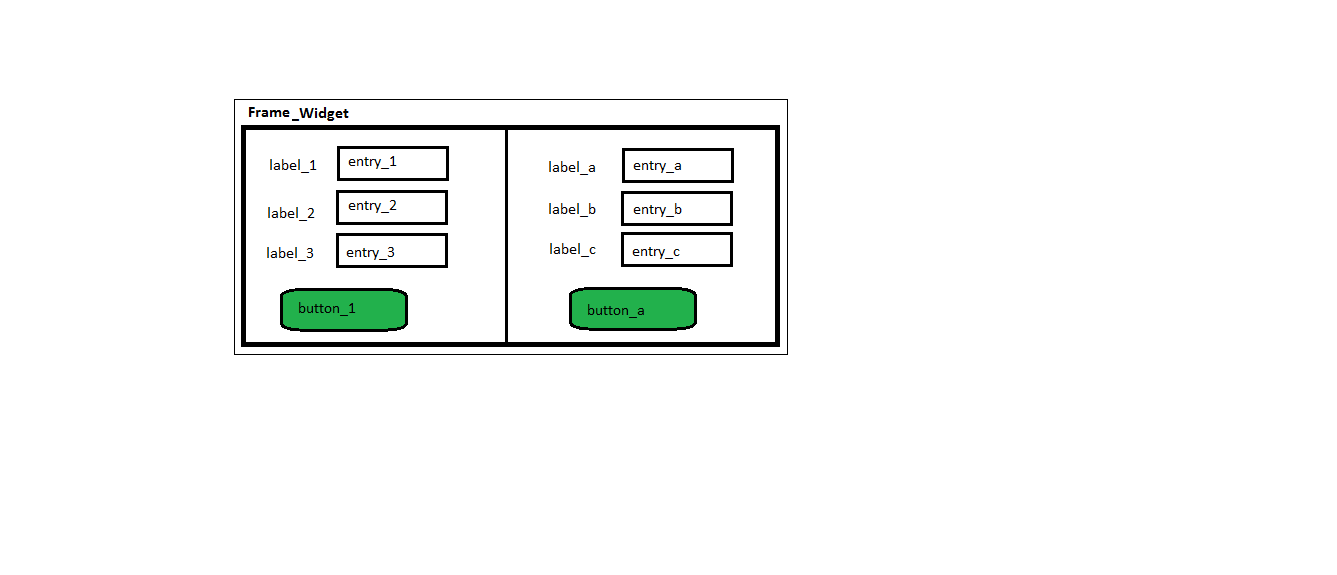 Frame_Widget
label_1 entry_1
label_2 entry_2
label_3 entry_3
button_1
label_a entry_a
label_b entry_b
label_c entry_c
button_a